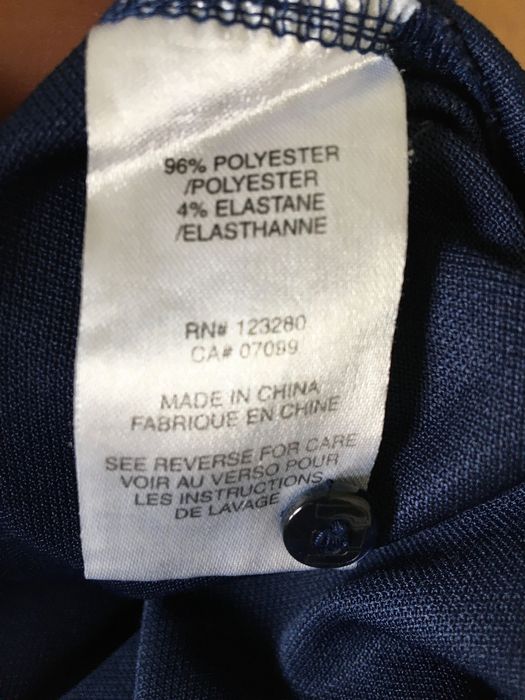 96% POLYESTER
/POLYESTER
4% ELASTANE
/ELASTHANNE
RN# 123280
CA# 07099
MADE IN CHINA
FABRIQUE EN CHINE
SEE REVERSE FOR CARE
VOIR AU VERSO POUR
LES INSTRUCTIONS
DE LAVAGE